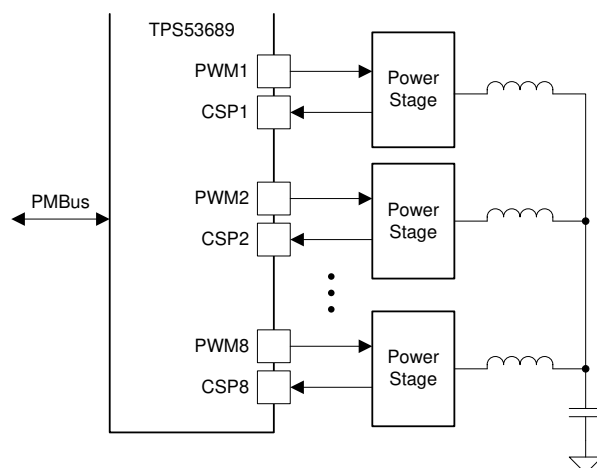 TPS53689
PWM1
Power
Stage
CSP1
PMBus
PWM2
Power
Stage
CSP2
PWM8
Power
Stage
CSP8